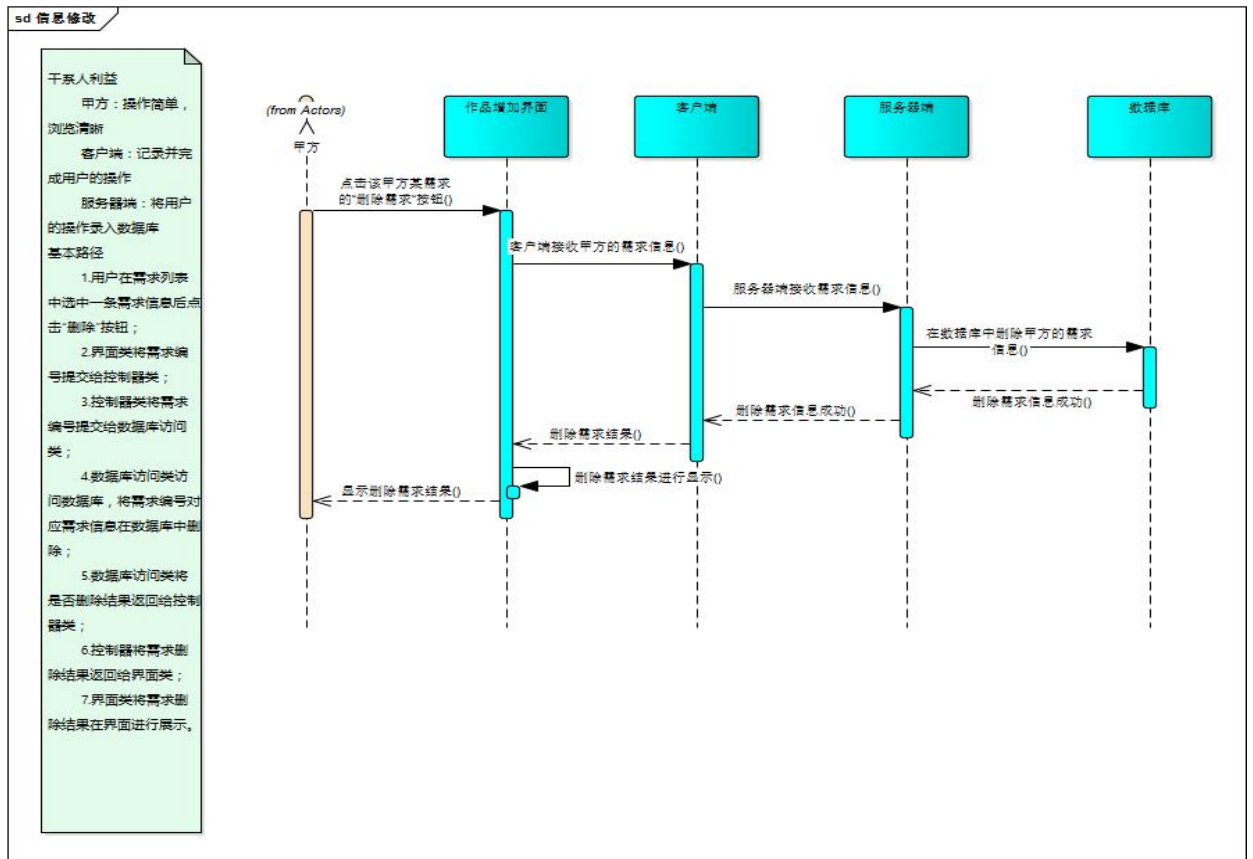 sd 信息修改
干系人利益
甲方：操作简单，
浏览清晰
客户端：记录并完
成用户的操作
服务器端：将用户
的操作录入数据库
基本路径
1.用户在需求列表
中选中一条需求信息后点
击“删除”按钮；
2.界面类将需求编
号提交给控制器类；
3.控制器类将需求
编号提交给数据库访问
类；
4.数据库访问类访
问数据库，将需求编号对
应需求信息在数据库中删
除；
5.数据库访问类将
是否删除结果返回给控制
器类；
6.控制器将需求删
除结果返回给界面类；
7.界面类将需求删
除结果在界面进行展示。
(from Actors)
甲方
作品增加界面
客户端
服务器端
数据库
点击该甲方某需求
的“删除需求”按钮()
客户端接收甲方的需求信息()
服务器端接收需求信息()
在数据库中删除甲方的需求
信息()
删除需求信息成功()
删除需求信息成功()
删除需求结果()
删除需求结果进行显示()
显示删除需求结果()